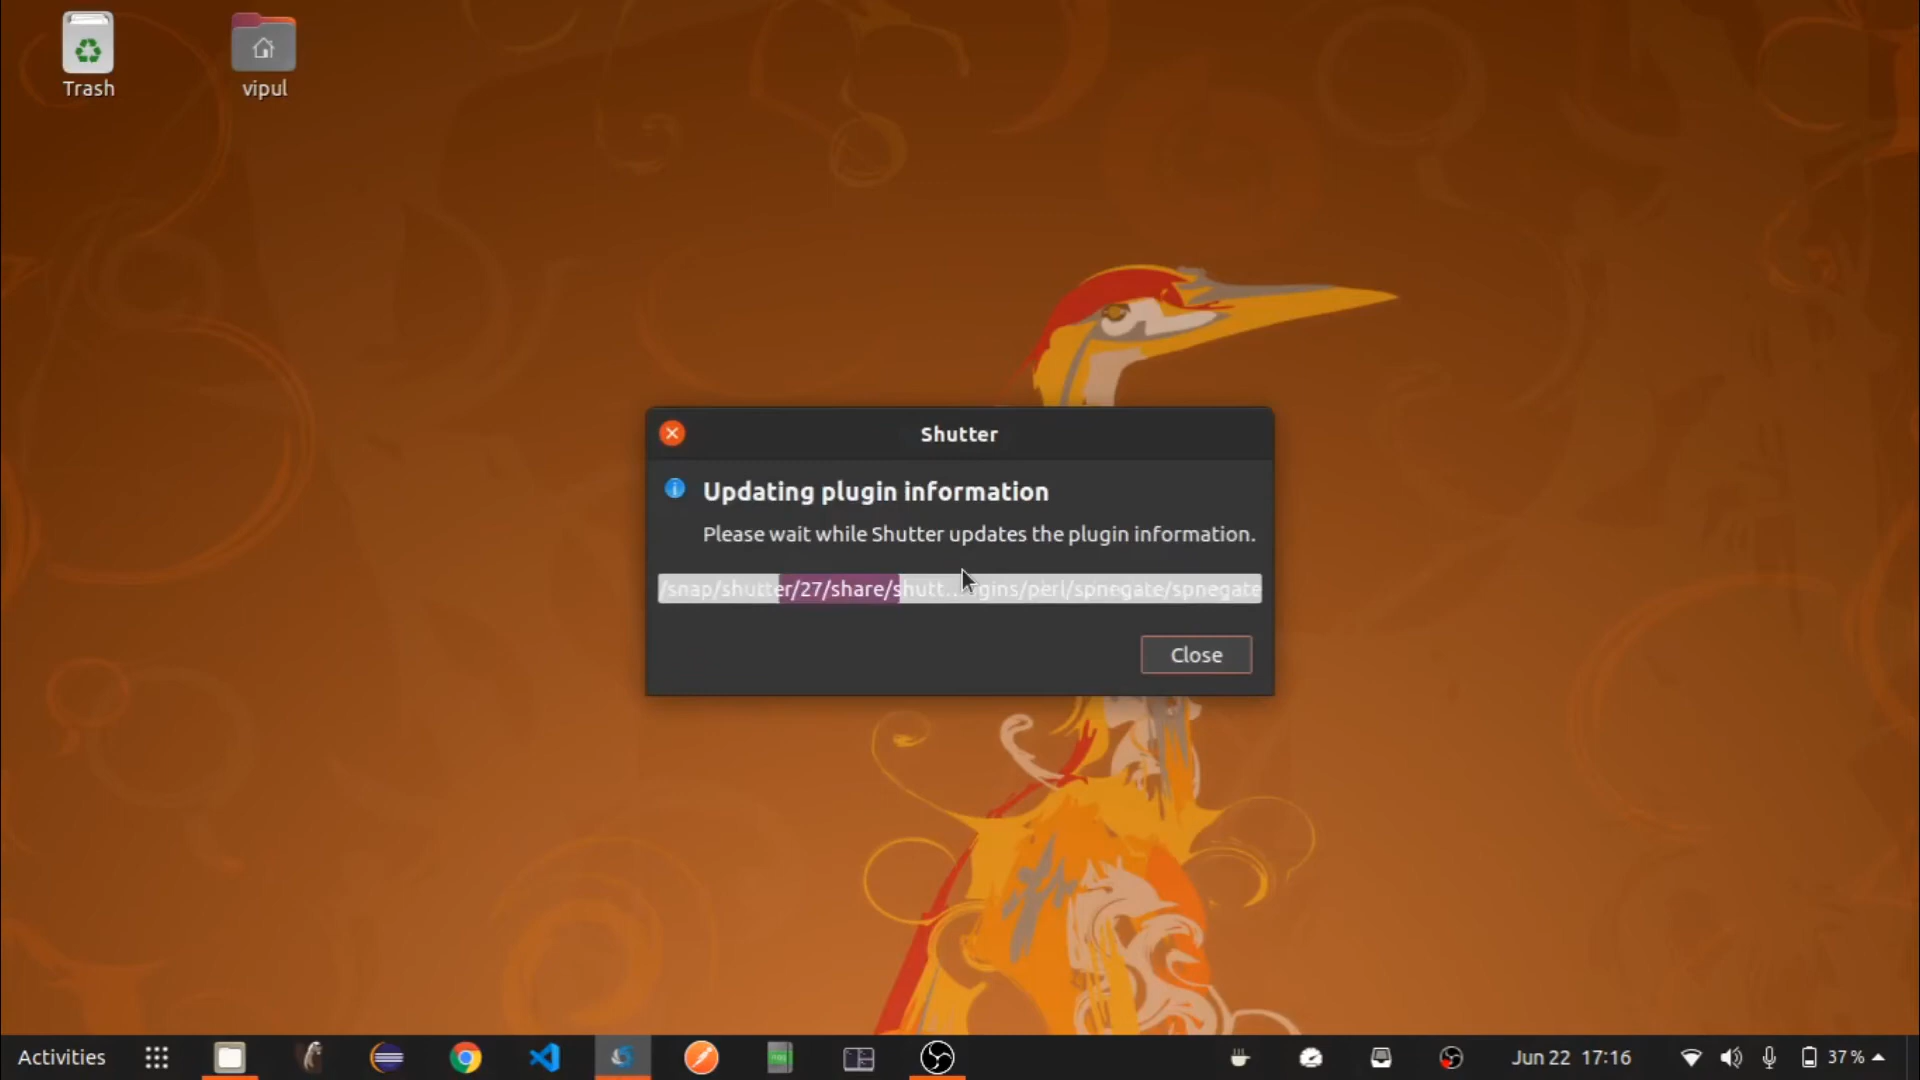 Trash
vipul
Shutter
Updating plugin information
Please wait while Shutter updates the plugin information.
/snap/shutter/27/share/shutt... gins/perl/spnegate/spnegate
Close
Activities
Jun 22 17:16
37 %